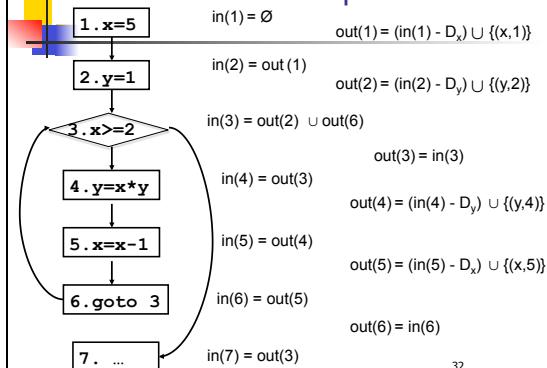 1.x=5
in(1) = Ø
out(1) = (in(1) - Dx) ∪ {(x,1)}
2.y=1
in(2) = out (1)
out(2) = (in(2) - Dy) ∪ {(y,2)}
3.x>=2
in(3) = out(2) ∪ out(6)
out(3) = in(3)
4.y=x*y
in(4) = out(3)
out(4) = (in(4) - Dy) ∪ {(y,4)}
5.x=x-1
in(5) = out(4)
out(5) = (in(5) - Dx) ∪ {(x,5)}
6.goto 3
in(6) = out(5)
out(6) = in(6)
7. …
in(7) = out(3)
32